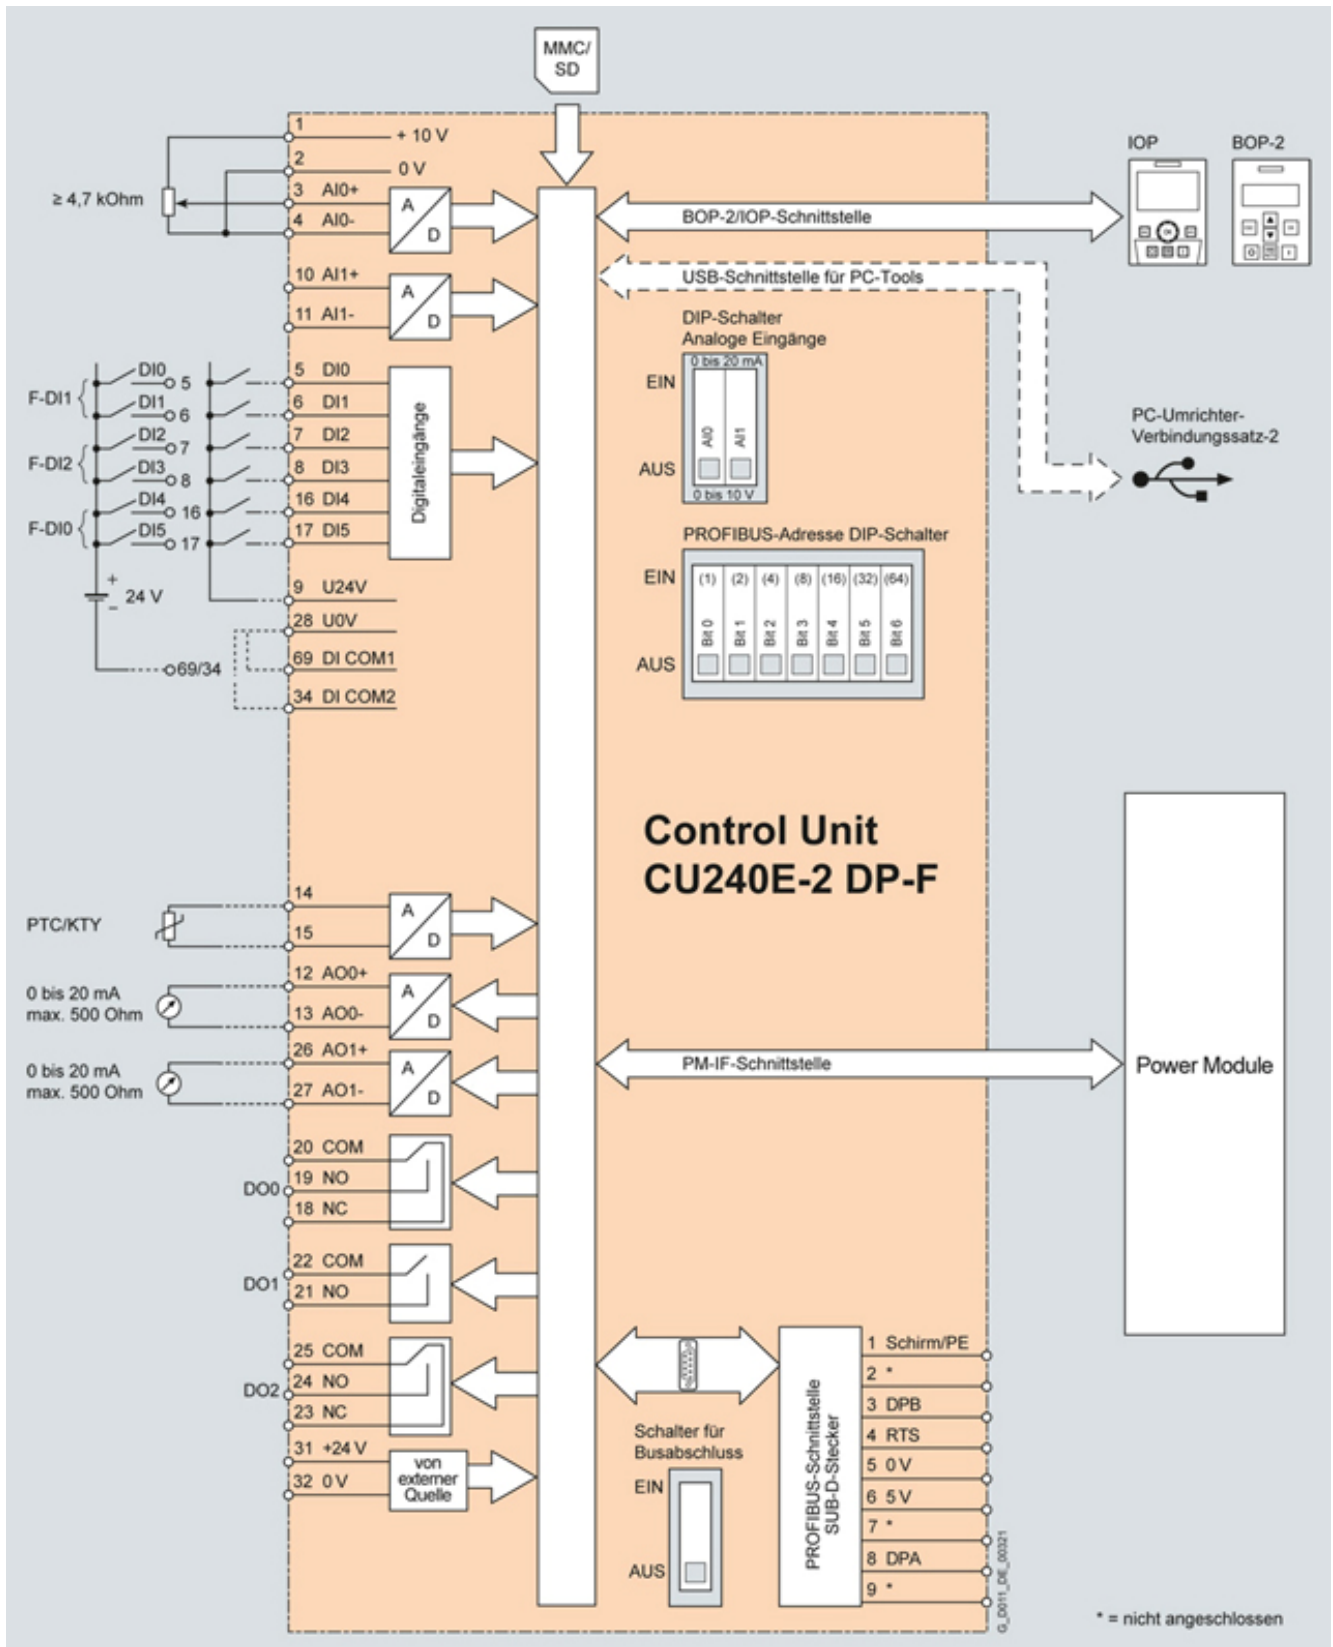 MMC/
SD
1
+ 10 V
2
0 V
3 AI0+
≥ 4,7 kOhm
4 AI0-
A
D
10 AI1+
11 AI1-
A
D
BOP-2/IOP-Schnittstelle
IOP
BOP-2
USB-Schnittstelle für PC-Tools
DIP-Schalter
Analoge Eingänge
0 bis 20 mA
EIN
AI0
AI1
AUS
0 bis 10 V
PC-Umrichter-
Verbindungssatz-2
F-DI1
F-DI2
F-DI0
DI0 5
DI1 6
DI2 7
DI3 8
DI4 16
DI5 17
5 DI0
6 DI1
7 DI2
8 DI3
16 DI4
17 DI5
Digitaleingänge
+
24 V
–
69/34
9 U24V
28 U0V
69 DI COM1
34 DI COM2
PROFIBUS-Adresse DIP-Schalter
EIN
(1) (2) (4) (8) (16) (32) (64)
Bit 0
Bit 1
Bit 2
Bit 3
Bit 4
Bit 5
Bit 6
AUS
Control Unit
CU240E-2 DP-F
14
PTC/KTY
15
A
D
12 AO0+
0 bis 20 mA
max. 500 Ohm
13 AO0-
A
D
26 AO1+
0 bis 20 mA
max. 500 Ohm
27 AO1-
A
D
PM-IF-Schnittstelle
Power Module
20 COM
19 NO
DO0
18 NC
22 COM
DO1
21 NO
25 COM
24 NO
DO2
23 NC
31 +24 V
32 0 V
von
externer
Quelle
Schalter für
Busabschluss
EIN
AUS
PROFIBUS-Schnittstelle
SUB-D-Stecker
1 Schirm/PE
2 *
3 DPB
4 RTS
5 0 V
6 5 V
7 *
8 DPA
9 *
G_D011_DE_00321
* = nicht angeschlossen